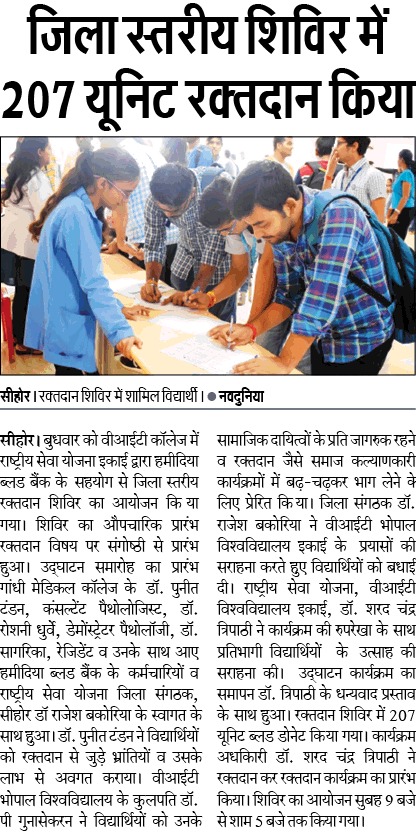 जिला स्तरीय शिविर में
207 यूनिट रक्तदान किया
सीहोर। रक्तदान शिविर में शामिल विद्यार्थी। ● नवदुनिया
सीहोर। बुधवार को वीआईटी कॉलेज में
राष्ट्रीय सेवा योजना इकाई द्वारा हमीदिया
ब्लड बैंक के सहयोग से जिला स्तरीय
रक्तदान शिविर का आयोजन कि या
गया। शिविर का औपचारिक प्रारंभ
रक्तदान विषय पर संगोष्ठी से प्रारंभ
हुआ। उद्घाटन समारोह का प्रारंभ
गांधी मेडिकल कॉलेज के डॉ. पुनीत
टंडन, कंसल्टेंट पैथोलोजिस्ट, डॉ.
रोशनी धुर्वे, डेमोंस्ट्रेटर पैथोलॉजी, डॉ.
सागरिका, रेजिडेंट व उनके साथ आए
हमीदिया ब्लड बैंक के कर्मचारियों व
राष्ट्रीय सेवा योजना जिला संगठक,
सीहोर डॉ राजेश बकोरिया के स्वागत के
साथ हुआ। डॉ. पुनीत टंडन ने विद्यार्थियों
को रक्तदान से जुड़े भ्रांतियों व उसके
लाभ से अवगत कराया। वीआईटी
भोपाल विश्वविद्यालय के कुलपति डॉ.
पी गुनासेकरन ने विद्यार्थियों को उनके
सामाजिक दायित्वों के प्रति जागरुक रहने
व रक्तदान जैसे समाज कल्याणकारी
कार्यक्रमों में बढ़-चढ़कर भाग लेने के
लिए प्रेरित कि या। जिला संगठक डॉ.
राजेश बकोरिया ने वीआईटी भोपाल
विश्वविद्यालय इकाई के प्रयासों की
सराहना करते हुए विद्यार्थियों को बधाई
दी। राष्ट्रीय सेवा योजना, वीआईटी
विश्वविद्यालय इकाई, डॉ. शरद चंद्र
त्रिपाठी ने कार्यक्रम की रुपरेखा के साथ
प्रतिभागी विद्यार्थियों के उत्साह की
सराहना की। उद्घाटन कार्यक्रम का
समापन डॉ. त्रिपाठी के धन्यवाद प्रस्ताव
के साथ हुआ। रक्तदान शिविर में 207
यूनिट ब्लड डोनेट किया गया। कार्यक्रम
अधकिारी डॉ. शरद चंद्र त्रिपाठी ने
रक्तदान कर रक्तदान कार्यक्रम का प्रारंभ
किया। शिविर का आयोजन सुबह 9 बजे
से शाम 5 बजे तक किया गया।